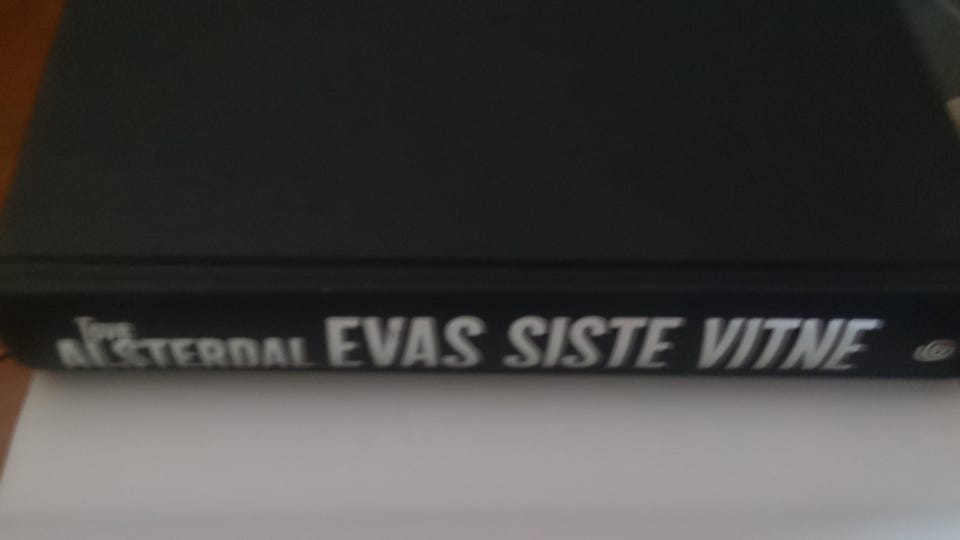 Tove
ALSTERDAL
EVAS SISTE VITNE